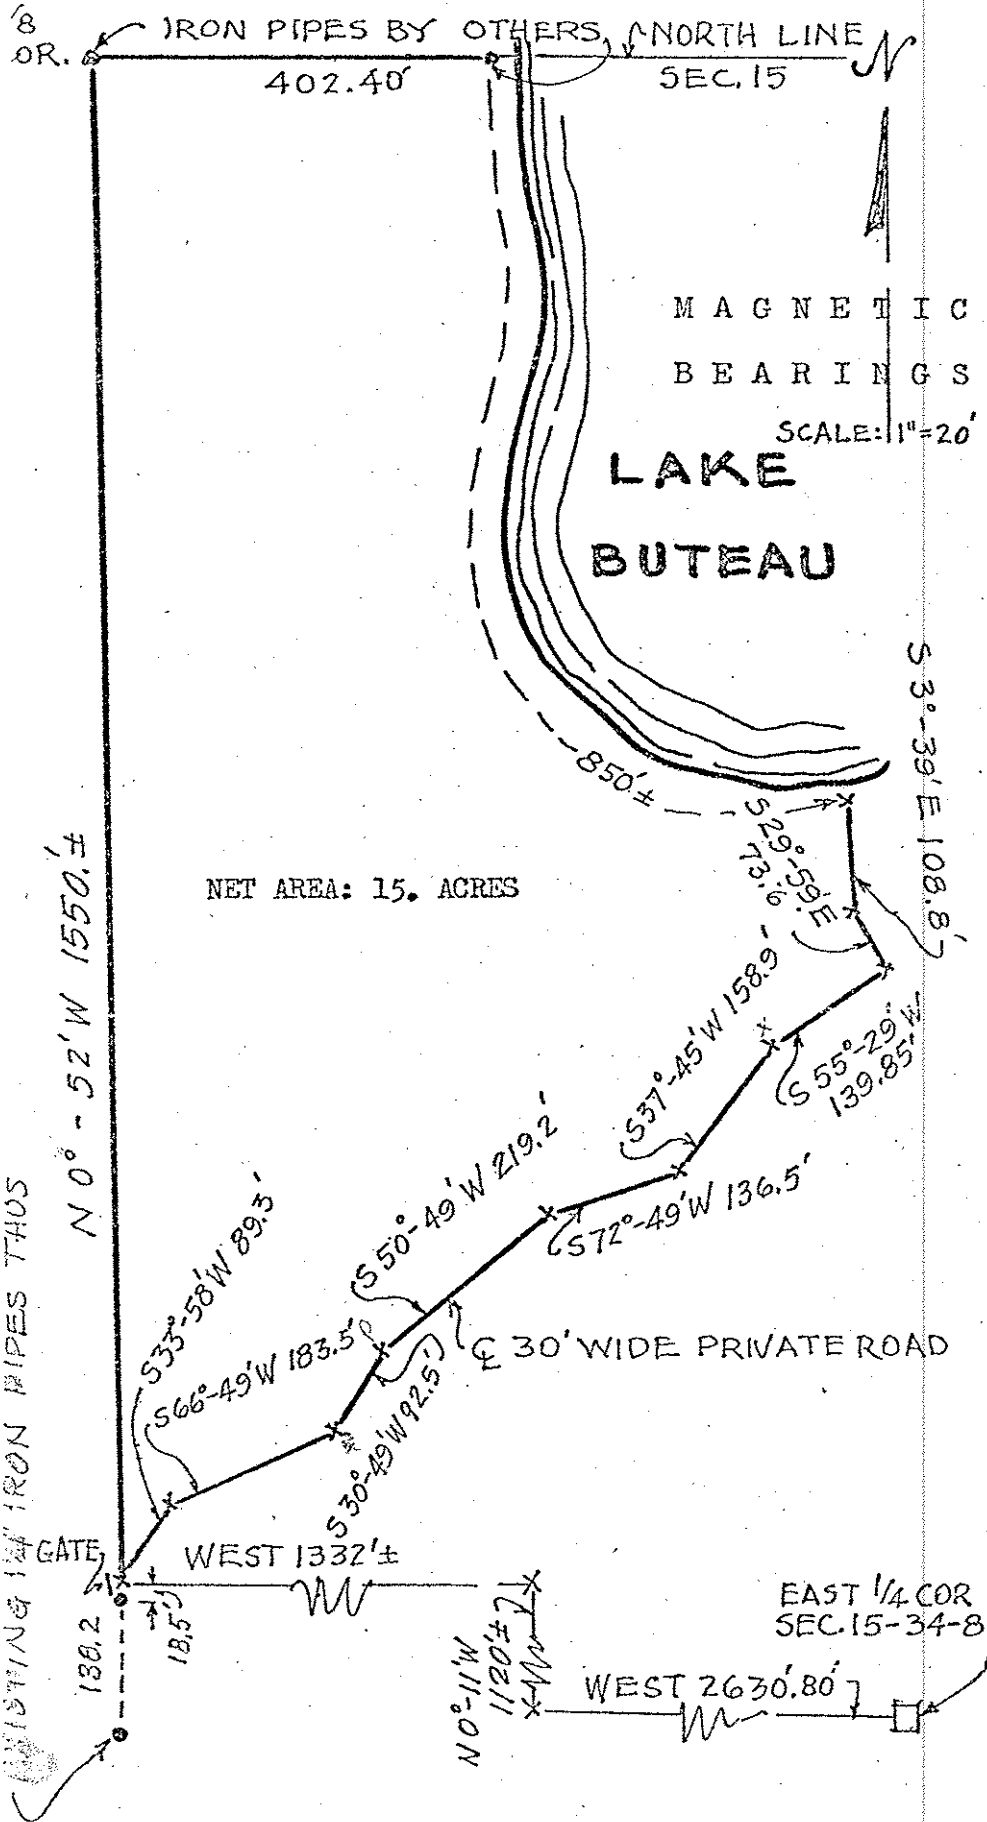 1/8
OR.
IRON PIPES BY OTHERS
NORTH LINE
SEC. 15
N
402.40'
MAGNETIC
BEARINGS
SCALE: 1"=20'
LAKE
BUTEAU
S 3°-39' E 108.8'
850'±
S 29°-59' E
73.6'
N 0°-52' W 1550.'±
NET AREA: 15. ACRES
S 55°-29' W
139.85'
S 37°-45' W 158.9'
S 72°-49' W 136.5'
S 50°-49' W 219.2'
℄ 30' WIDE PRIVATE ROAD
S 30°-49' W 92.5'
S 66°-49' W 183.5'
S 33°-58' W 89.3'
IRON PIPES THUS
GATE
WEST 1332'±
18.5'
138.2
N 0°-11' W
1120'±
EAST 1/4 COR
SEC. 15-34-8
WEST 2630.80'